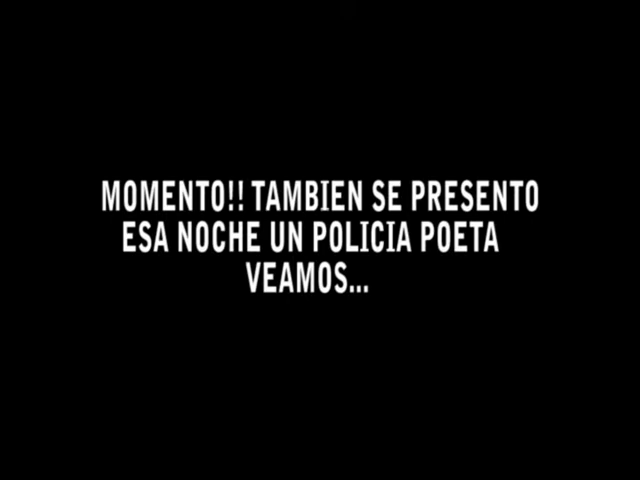 MOMENTO!! TAMBIEN SE PRESENTO
ESA NOCHE UN POLICIA POETA
VEAMOS...